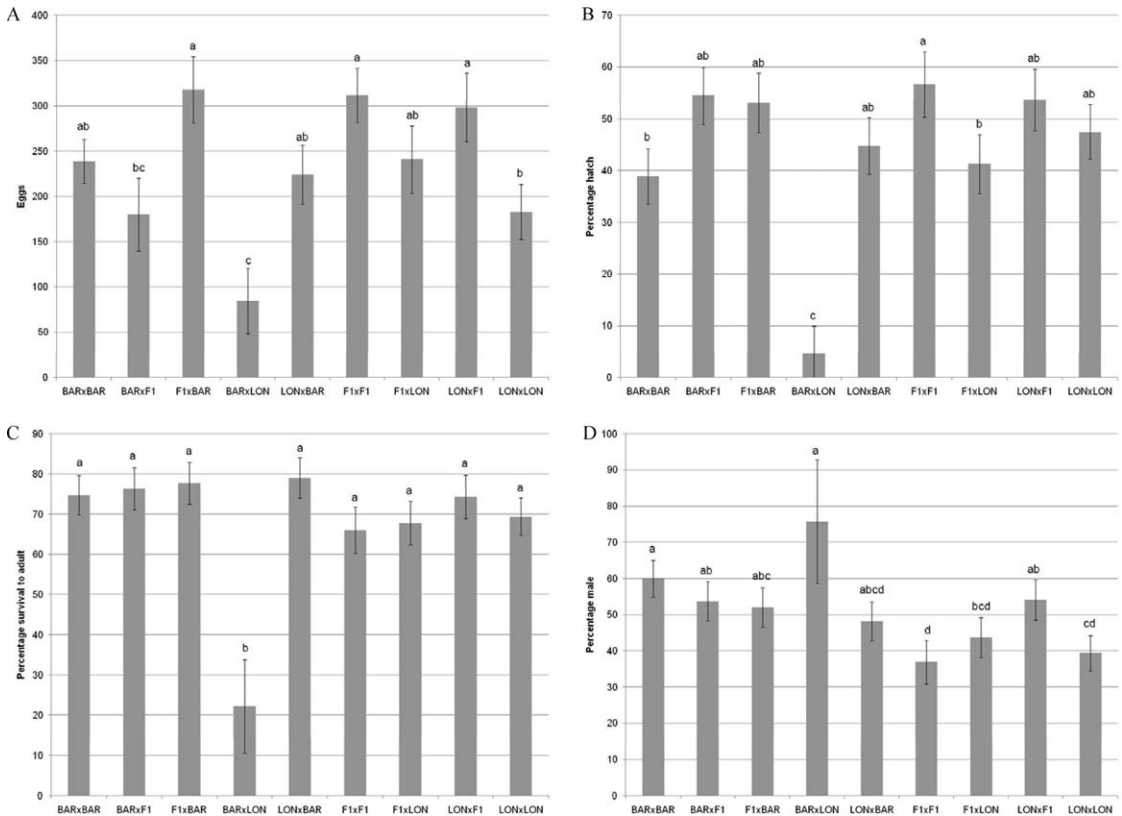 A
Eggs
400
350
300
250
200
150
100
50
0
ab
bc
a
c
ab
a
ab
a
b
BARxBAR BARxF1 F1xBAR BARxLON LONxBAR F1xF1 F1xLON LONxF1 LONxLON
B
Percentage hatch
70
60
50
40
30
20
10
0
b
ab
ab
c
ab
a
b
ab
ab
BARxBAR BARxF1 F1xBAR BARxLON LONxBAR F1xF1 F1xLON LONxF1 LONxLON
C
Percentage survival to adult
90
80
70
60
50
40
30
20
10
0
a
a
a
b
a
a
a
a
a
BARxBAR BARxF1 F1xBAR BARxLON LONxBAR F1xF1 F1xLON LONxF1 LONxLON
D
Percentage male
100
90
80
70
60
50
40
30
20
10
0
a
ab
abc
a
abcd
d
bcd
ab
cd
BARxBAR BARxF1 F1xBAR BARxLON LONxBAR F1xF1 F1xLON LONxF1 LONxLON